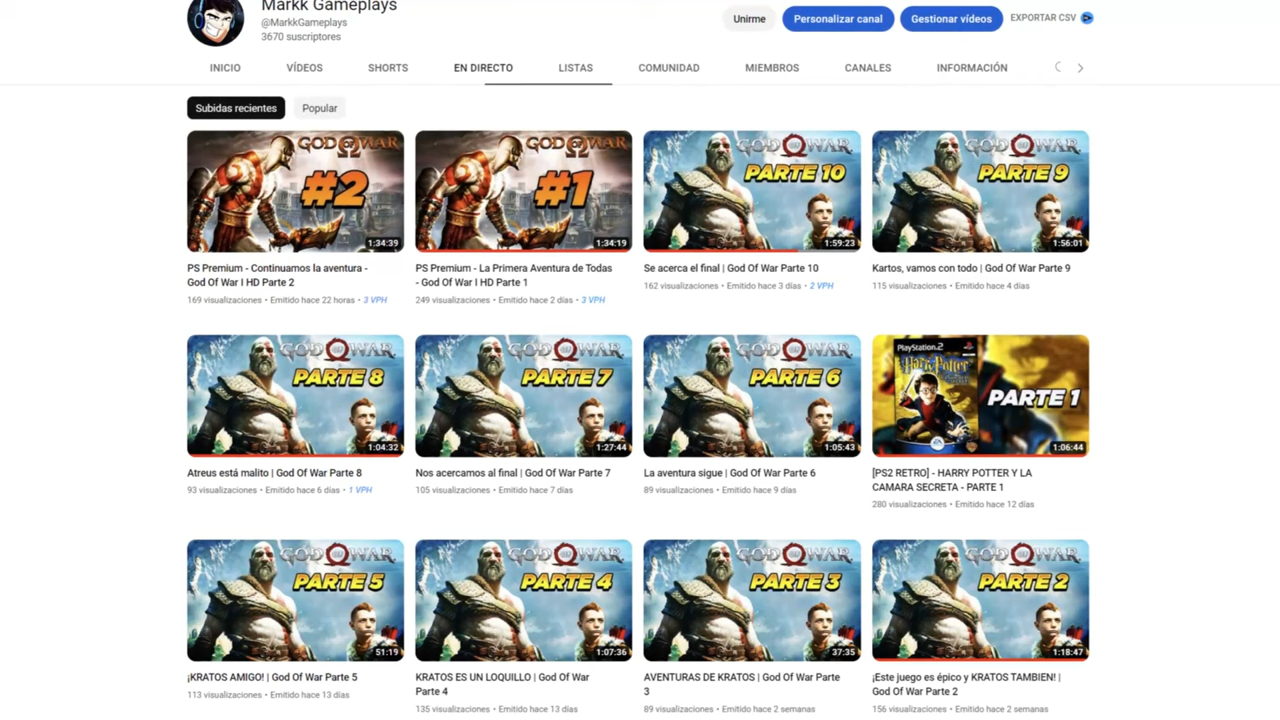 Markk Gameplays
@MarkkGameplays
3670 suscriptores
Unirme
Personalizar canal
Gestionar vídeos
EXPORTAR CSV
INICIO VÍDEOS SHORTS EN DIRECTO LISTAS COMUNIDAD MIEMBROS CANALES INFORMACIÓN
Subidas recientes Popular
GOD OF WAR
#2
1:34:39
PS Premium - Continuamos la aventura -
God Of War I HD Parte 2
169 visualizaciones • Emitido hace 22 horas • 3 VPH
GOD OF WAR
#1
1:34:19
PS Premium - La Primera Aventura de Todas
- God Of War I HD Parte 1
249 visualizaciones • Emitido hace 2 días • 3 VPH
GOD OF WAR
PARTE 10
1:59:23
Se acerca el final | God Of War Parte 10
162 visualizaciones • Emitido hace 3 días • 2 VPH
GOD OF WAR
PARTE 9
1:56:01
Kartos, vamos con todo | God Of War Parte 9
115 visualizaciones • Emitido hace 4 días
GOD OF WAR
PARTE 8
1:04:32
Atreus está malito | God Of War Parte 8
93 visualizaciones • Emitido hace 6 días • 1 VPH
GOD OF WAR
PARTE 7
1:27:44
Nos acercamos al final | God Of War Parte 7
105 visualizaciones • Emitido hace 7 días
GOD OF WAR
PARTE 6
1:05:43
La aventura sigue | God Of War Parte 6
89 visualizaciones • Emitido hace 9 días
PlayStation.2
Harry Potter
PARTE 1
1:06:44
[PS2 RETRO] - HARRY POTTER Y LA
CAMARA SECRETA - PARTE 1
280 visualizaciones • Emitido hace 12 días
GOD OF WAR
PARTE 5
51:19
¡KRATOS AMIGO! | God Of War Parte 5
113 visualizaciones • Emitido hace 13 días
GOD OF WAR
PARTE 4
1:07:36
KRATOS ES UN LOQUILLO | God Of War
Parte 4
135 visualizaciones • Emitido hace 13 días
GOD OF WAR
PARTE 3
37:35
AVENTURAS DE KRATOS | God Of War Parte
3
89 visualizaciones • Emitido hace 2 semanas
GOD OF WAR
PARTE 2
1:18:47
¡Este juego es épico y KRATOS TAMBIEN! |
God Of War Parte 2
156 visualizaciones • Emitido hace 2 semanas